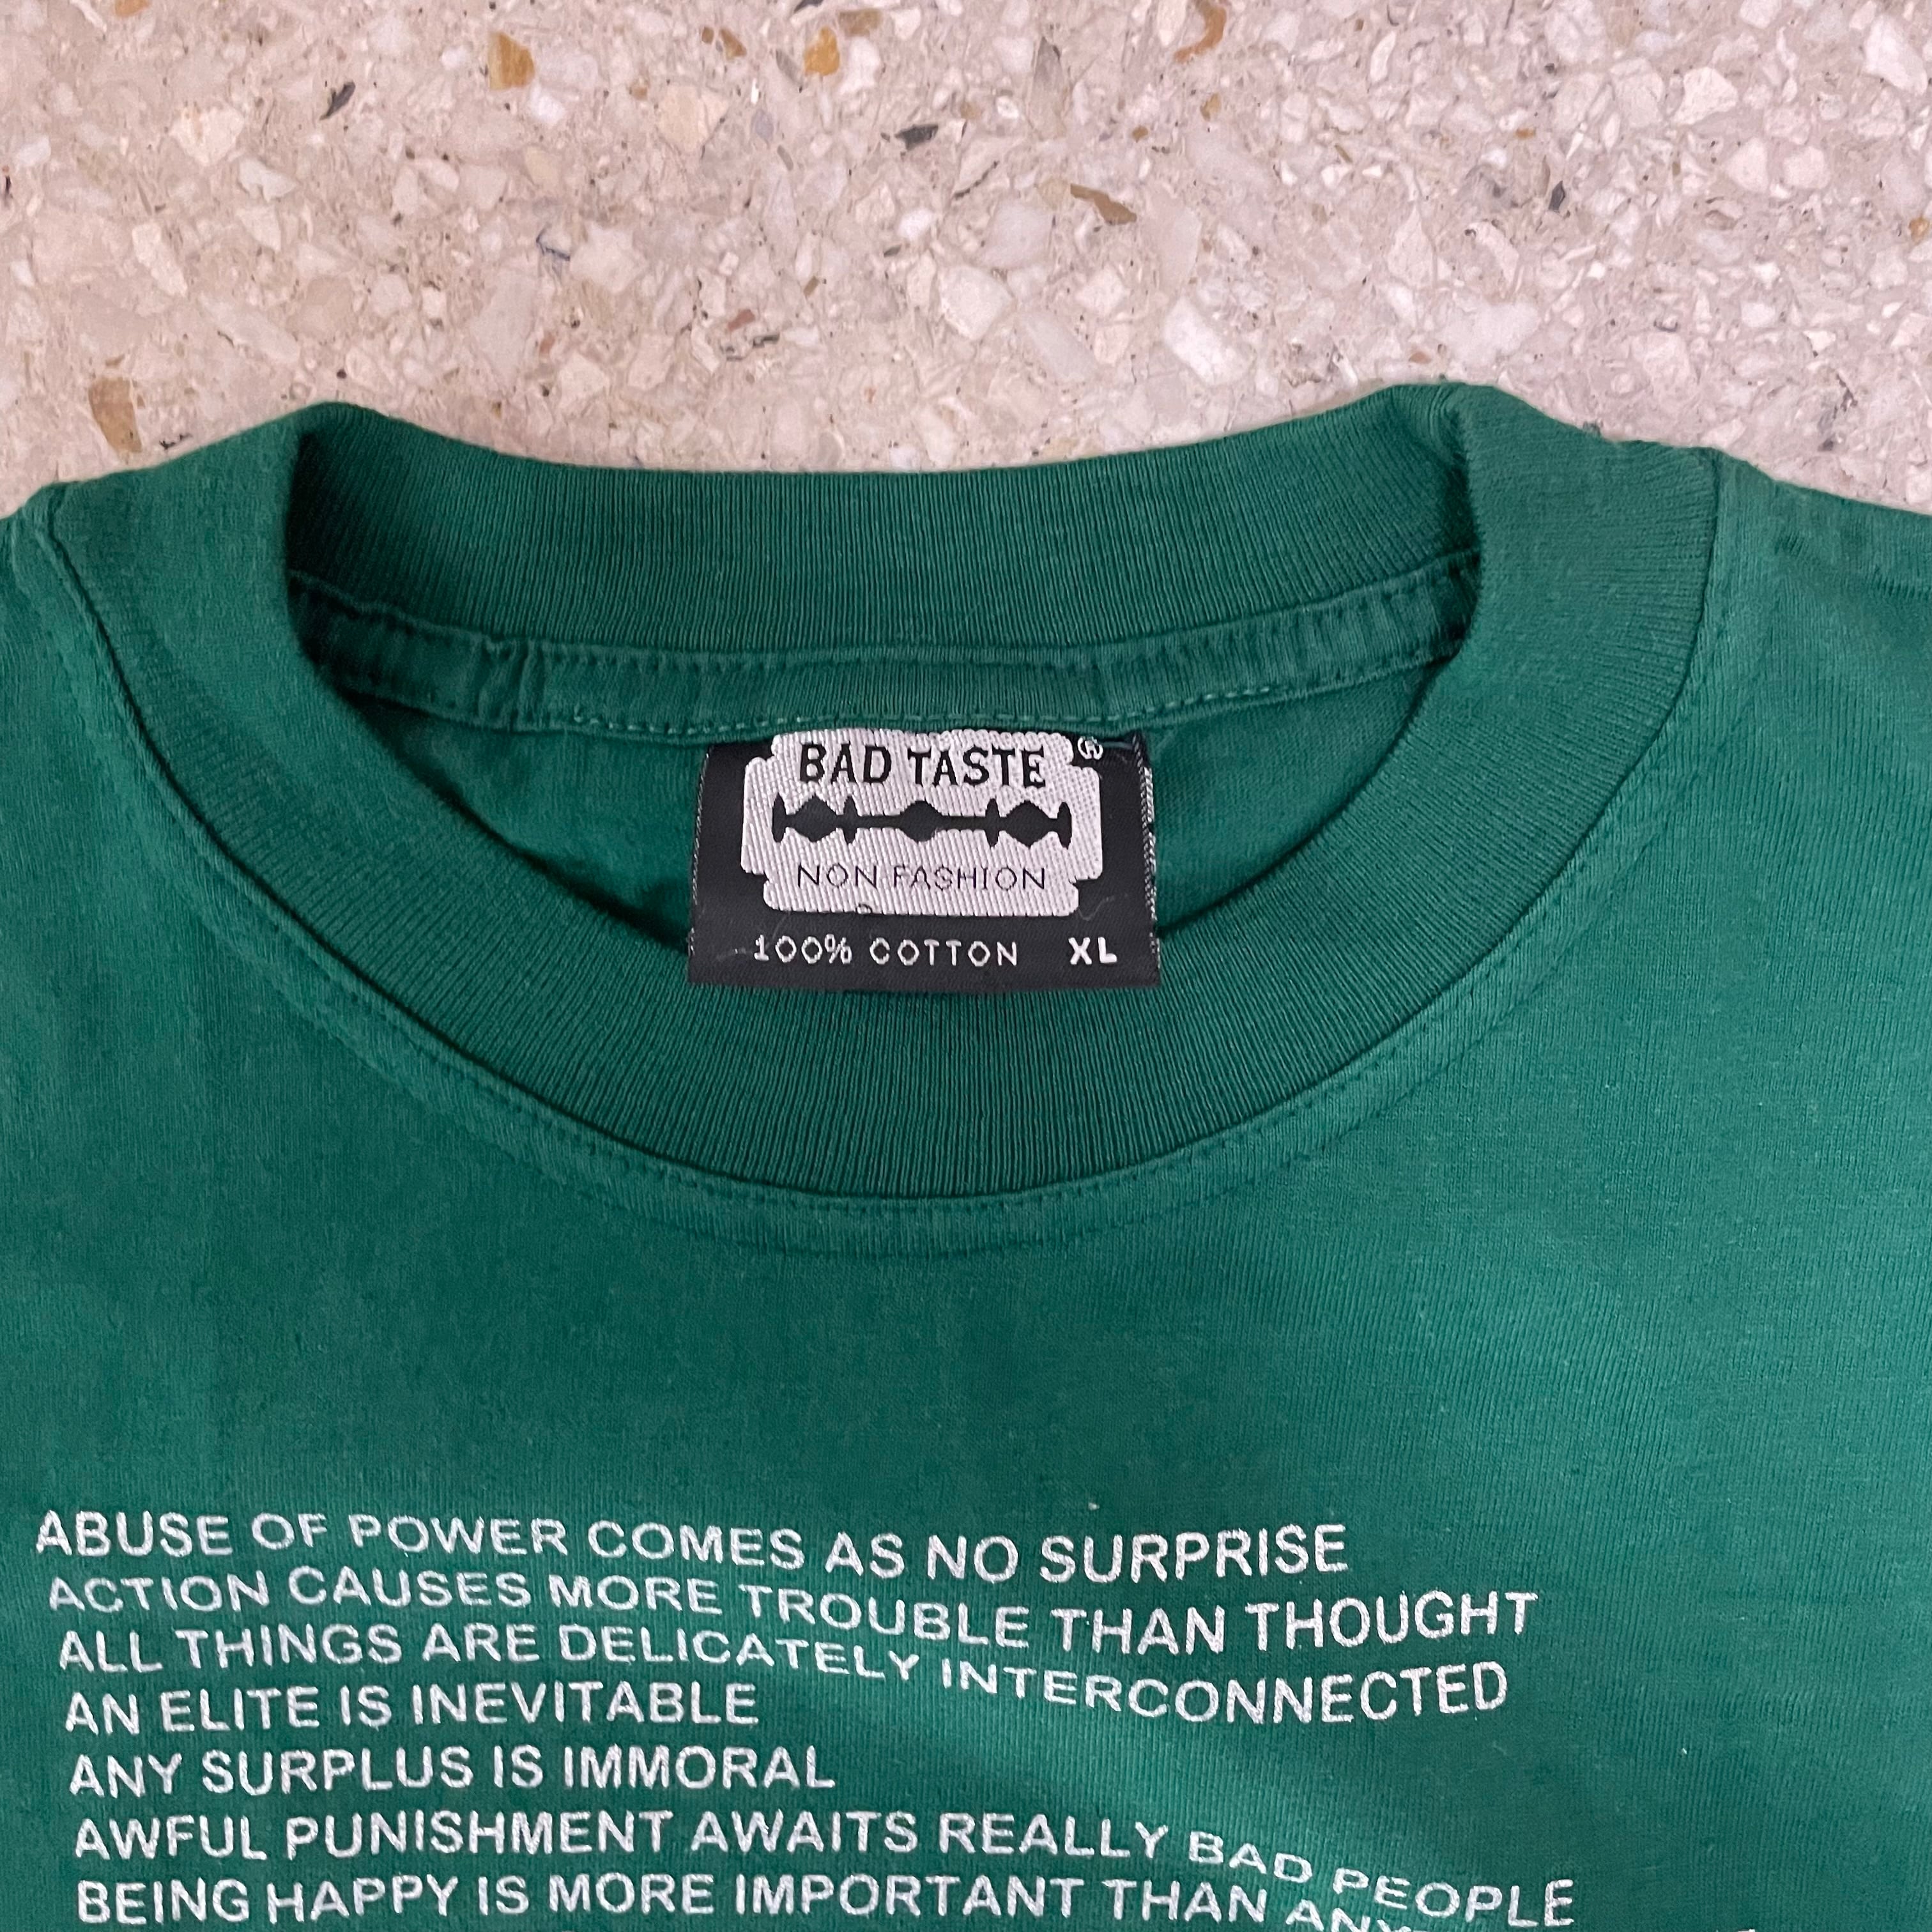 BAD TASTE ®
NON FASHION
100% COTTON XL
ABUSE OF POWER COMES AS NO SURPRISE
ACTION CAUSES MORE TROUBLE THAN THOUGHT
ALL THINGS ARE DELICATELY INTERCONNECTED
AN ELITE IS INEVITABLE
ANY SURPLUS IS IMMORAL
AWFUL PUNISHMENT AWAITS REALLY BAD PEOPLE
BEING HAPPY IS MORE IMPORTANT THAN